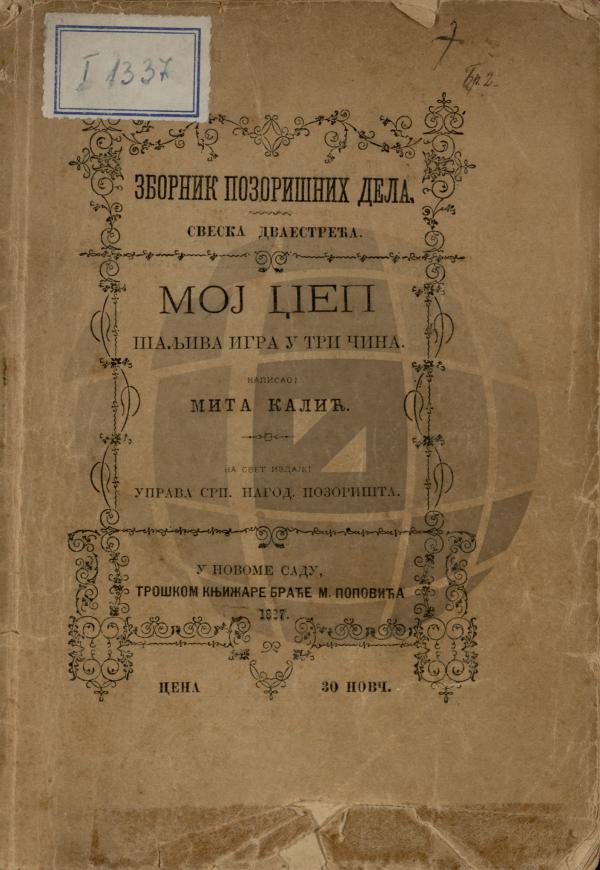 I 1337
Бр. 2.
ЗБОРНИК ПОЗОРИШНИХ ДЕЛА.
СВЕСКА ДВАЕСТРЕЋА.
МОЈ ЏЕП
ШАЉИВА ИГРА У ТРИ ЧИНА.
НАПИСАО:
МИТА КАЛИЋ.
НА СВЕТ ИЗДАЈЕ:
УПРАВА СРП. НАРОД. ПОЗОРИШТА.
У НОВОМЕ САДУ,
ТРОШКОМ КЊИЖАРЕ БРАЋЕ М. ПОПОВИЋА
ЦЕНА 30 НОВЧ.